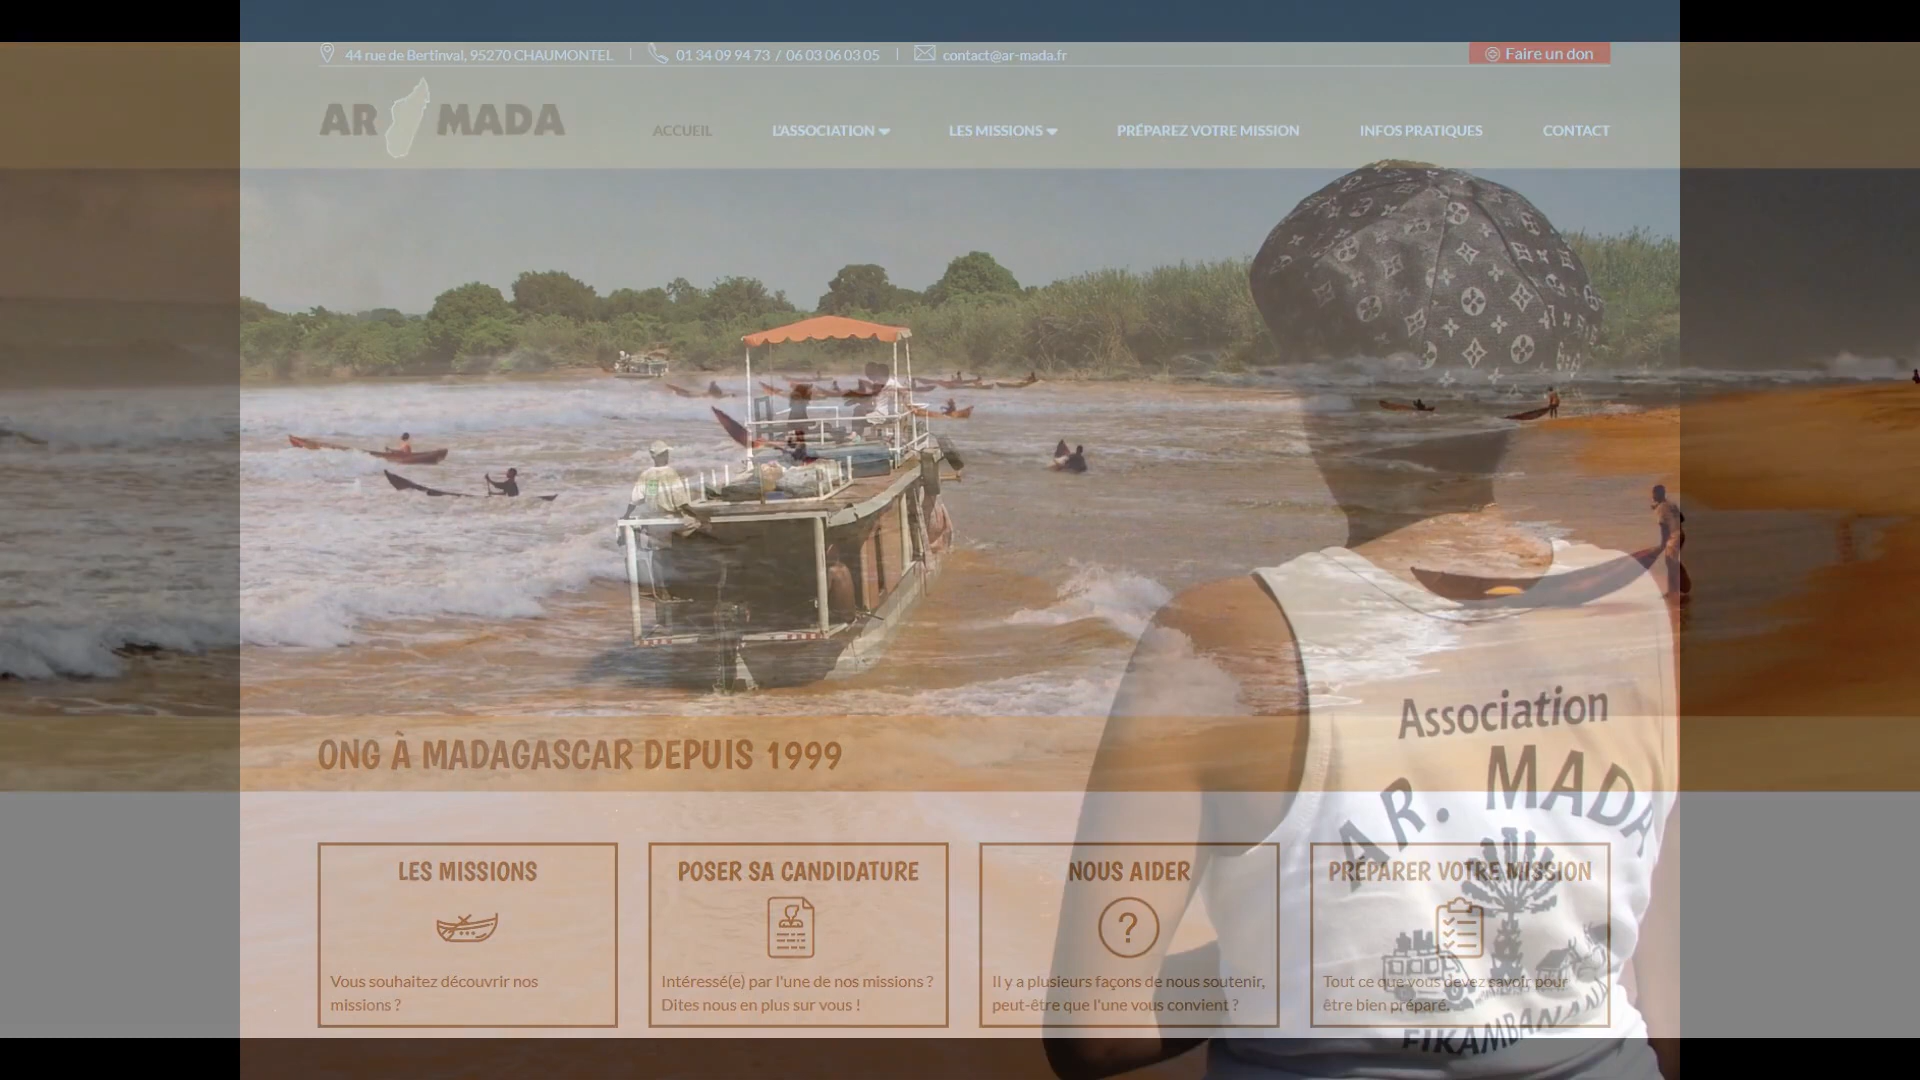 44 rue de Bertinval, 95270 CHAUMONTEL | 01 34 09 94 73 / 06 03 06 03 05 | contact@ar-mada.fr
Faire un don
AR MADA
ACCUEIL L'ASSOCIATION LES MISSIONS PRÉPAREZ VOTRE MISSION INFOS PRATIQUES CONTACT
Association
AR. MADA
FIKAMBANANA
ONG À MADAGASCAR DEPUIS 1999
LES MISSIONS
Vous souhaitez découvrir nos
missions ?
POSER SA CANDIDATURE
Intéressé(e) par l'une de nos missions ?
Dites nous en plus sur vous !
NOUS AIDER
Il y a plusieurs façons de nous soutenir,
peut-être que l'une vous convient ?
PRÉPARER VOTRE MISSION
Tout ce que vous devez savoir pour
être bien préparé.